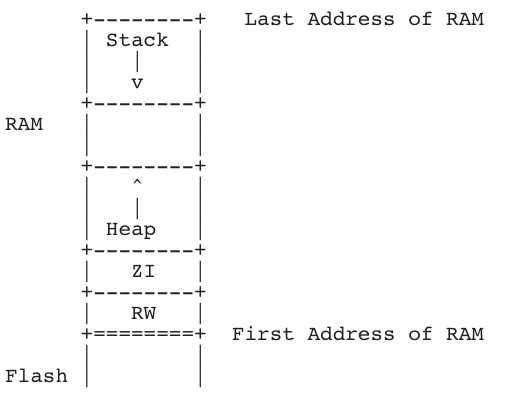 +--------+ Last Address of RAM
| Stack |
| | |
| v |
+--------+
RAM | |
| |
+--------+
| ^ |
| | |
| Heap |
+--------+
| ZI |
+--------+
| RW |
+========+ First Address of RAM
| |
Flash | |